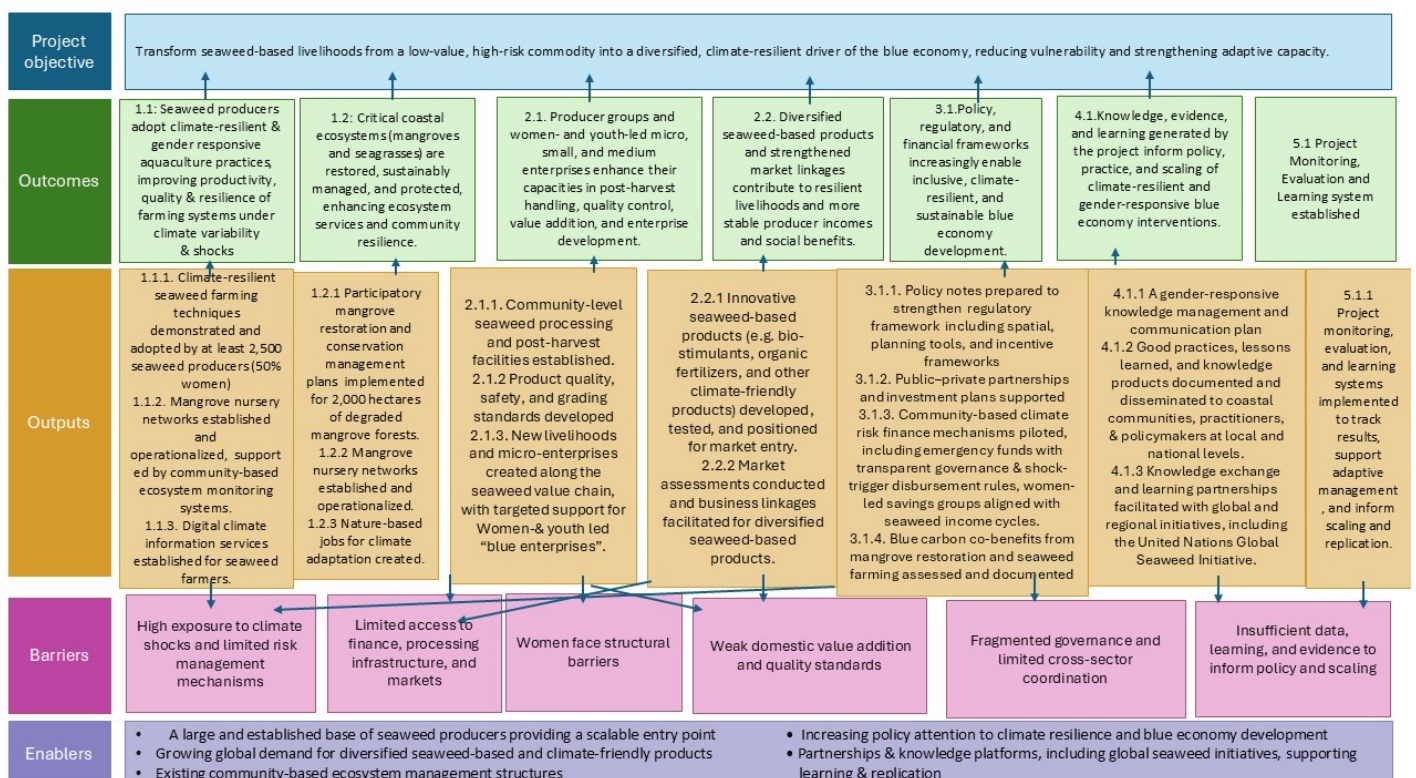 Project
objective
Transform seaweed-based livelihoods from a low-value, high-risk commodity into a diversified, climate-resilient driver of the blue economy, reducing vulnerability and strengthening adaptive capacity.
Outcomes
1.1: Seaweed producers
adopt climate-resilient &
gender responsive
aquaculture practices,
improving productivity,
quality & resilience of
farming systems under
climate variability
& shocks
1.2: Critical coastal
ecosystems (mangroves
and seagrasses) are
restored, sustainably
managed, and protected,
enhancing ecosystem
services and community
resilience.
2.1. Producer groups and
women- and youth-led micro,
small, and medium
enterprises enhance their
capacities in post-harvest
handling, quality control,
value addition, and enterprise
development.
2.2. Diversified
seaweed-based products
and strengthened
market linkages
contribute to resilient
livelihoods and more
stable producer incomes
and social benefits.
3.1.Policy,
regulatory, and
financial frameworks
increasingly enable
inclusive, climate-
resilient, and
sustainable blue
economy
development.
4.1.Knowledge, evidence,
and learning generated by
the project inform policy,
practice, and scaling of
climate-resilient and
gender-responsive blue
economy interventions.
5.1 Project
Monitoring,
Evaluation and
Learning system
established
Outputs
1.1.1. Climate-resilient
seaweed farming
techniques
demonstrated and
adopted by at least 2,500
seaweed producers (50%
women)
1.1.2. Mangrove nursery
networks established
and
operationalized, support
ed by community-based
ecosystem monitoring
systems.
1.1.3. Digital climate
information services
established for seaweed
farmers.
1.2.1 Participatory
mangrove
restoration and
conservation
management
plans implemented
for 2,000 hectares
of degraded
mangrove forests.
1.2.2 Mangrove
nursery networks
established and
operationalized.
1.2.3 Nature-based
jobs for climate
adaptation created.
2.1.1. Community-level
seaweed processing
and post-harvest
facilities established.
2.1.2 Product quality,
safety, and grading
standards developed
2.1.3. New livelihoods
and micro-enterprises
created along the
seaweed value chain,
with targeted support for
Women-& youth led
“blue enterprises”.
2.2.1 Innovative
seaweed-based
products (e.g. bio-
stimulants, organic
fertilizers, and other
climate-friendly
products) developed,
tested, and
positioned for market
entry.
2.2.2 Market
assessments conducted
and business linkages
facilitated for diversified
seaweed-based
products.
3.1.1. Policy notes prepared to
strengthen regulatory
framework including spatial,
planning tools, and incentive
frameworks
3.1.2. Public–private partnerships
and investment plans supported
3.1.3. Community-based climate
risk finance mechanisms piloted,
including emergency funds with
transparent governance & shock-
trigger disbursement rules, women-
led savings groups aligned with
seaweed income cycles.
3.1.4. Blue carbon co-benefits from
mangrove restoration and seaweed
farming assessed and documented
4.1.1 A gender-responsive
knowledge management and
communication plan
4.1.2 Good practices, lessons
learned, and knowledge
products documented and
disseminated to coastal
communities, practitioners,
& policymakers at local and
national levels.
4.1.3 Knowledge exchange
and learning partnerships
facilitated with global and
regional initiatives, including
the United Nations Global
Seaweed Initiative.
5.1.1
Project
monitoring,
evaluation,
and learning
systems
implemented
to track
results,
support
adaptive
management
, and inform
scaling and
replication.
Barriers
High exposure to climate
shocks and limited risk
management
mechanisms
Limited access to
finance, processing
infrastructure, and
markets
Women face structural
barriers
Weak domestic value addition
and quality standards
Fragmented governance and
limited cross-sector
coordination
Insufficient data,
learning, and evidence to
inform policy and scaling
Enablers
• A large and established base of seaweed producers providing a scalable entry point
• Growing global demand for diversified seaweed-based and climate-friendly products
• Existing community-based ecosystem management structures
• Increasing policy attention to climate resilience and blue economy development
• Partnerships & knowledge platforms, including global seaweed initiatives, supporting
learning & replication